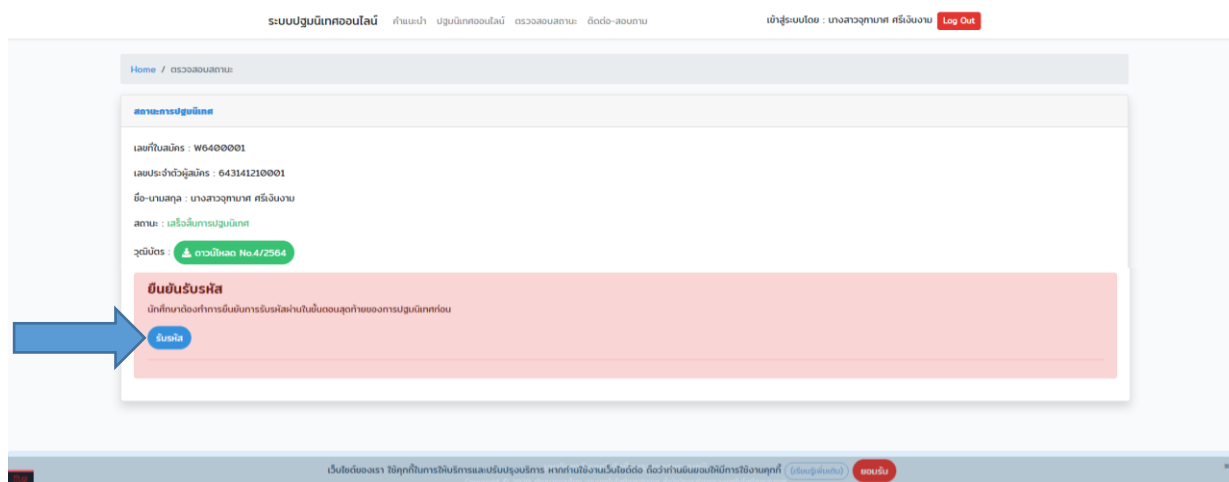 ระบบปฐมนิเทศออนไลน์ คำแนะนำ ปฐมนิเทศออนไลน์ ตรวจสอบสถานะ ติดต่อ-สอบถาม เข้าสู่ระบบโดย : นางสาวจุฑามาศ ศรีเงินงาม Log Out
Home / ตรวจสอบสถานะ
สถานะการปฐมนิเทศ
เลขที่ใบสมัคร : W6400001
เลขประจำตัวผู้สมัคร : 643141210001
ชื่อ-นามสกุล : นางสาวจุฑามาศ ศรีเงินงาม
สถานะ : เสร็จสิ้นการปฐมนิเทศ
วุฒิบัตร : ดาวน์โหลด No.4/2564
ยืนยันรับรหัส
นักศึกษาต้องทำการยืนยันการรับรหัสผ่านในขั้นตอนสุดท้ายของการปฐมนิเทศก่อน
รับรหัส
เว็บไซต์ของเรา ใช้คุกกี้ในการให้บริการและปรับปรุงบริการ หากท่านใช้งานเว็บไซต์ต่อ ถือว่าท่านยินยอมให้มีการใช้งานคุกกี้ (เรียนรู้เพิ่มเติม) ยอมรับ